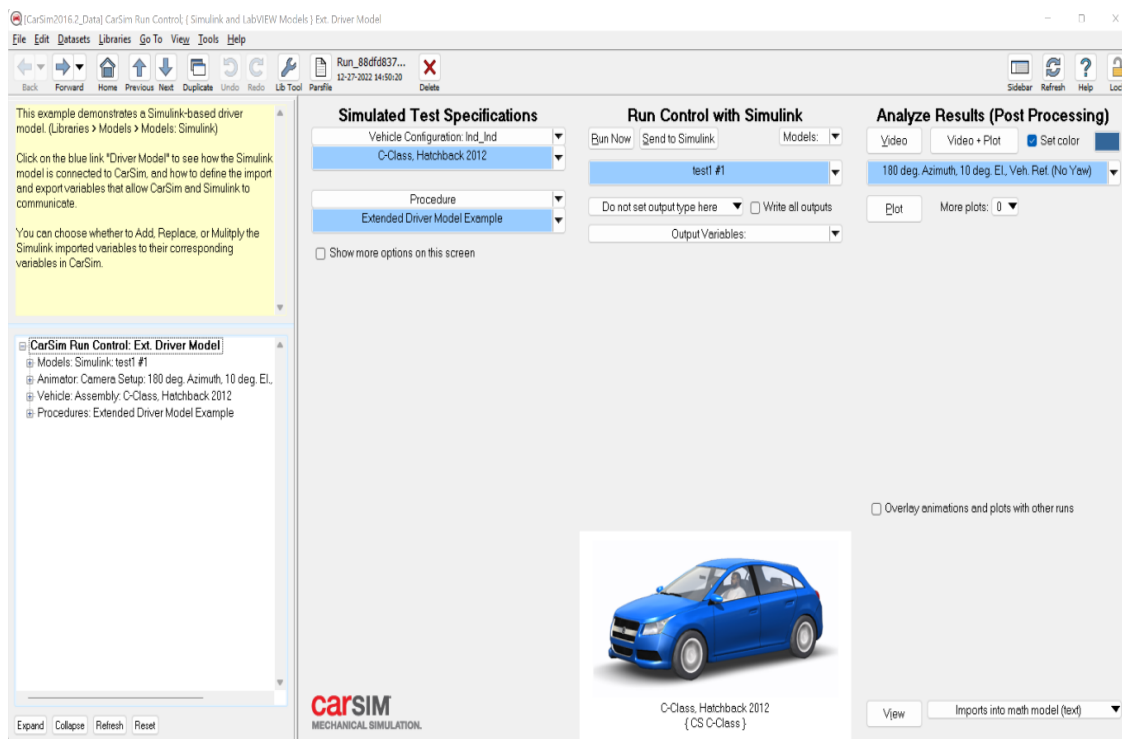 [CarSim2016.2_Data] CarSim Run Control; { Simulink and LabVIEW Models } Ext. Driver Model
File Edit Datasets Libraries Go To View Tools Help
Back Forward Home Previous Next Duplicate Undo Redo Lib Tool Parsfile
Run_88dfd837...
12-27-2022 14:50:20
Delete
Sidebar Refresh Help Lock
This example demonstrates a Simulink-based driver
model. (Libraries > Models > Models: Simulink)
Click on the blue link "Driver Model" to see how the Simulink
model is connected to CarSim, and how to define the import
and export variables that allow CarSim and Simulink to
communicate.
You can choose whether to Add, Replace, or Mulitply the
Simulink imported variables to their corresponding
variables in CarSim.
CarSim Run Control: Ext. Driver Model
Models: Simulink: test1 #1
Animator: Camera Setup: 180 deg. Azimuth, 10 deg. El.,
Vehicle: Assembly: C-Class, Hatchback 2012
Procedures: Extended Driver Model Example
Expand Collapse Refresh Reset
Simulated Test Specifications
Vehicle Configuration: Ind_Ind
C-Class, Hatchback 2012
Procedure
Extended Driver Model Example
Show more options on this screen
carSIM
MECHANICAL SIMULATION.
Run Control with Simulink
Run Now Send to Simulink Models:
test1 #1
Do not set output type here Write all outputs
Output Variables:
C-Class, Hatchback 2012
{ CS C-Class }
Analyze Results (Post Processing)
Video Video + Plot Set color
180 deg. Azimuth, 10 deg. El., Veh. Ref. (No Yaw)
Plot More plots: 0
Overlay animations and plots with other runs
View Imports into math model (text)